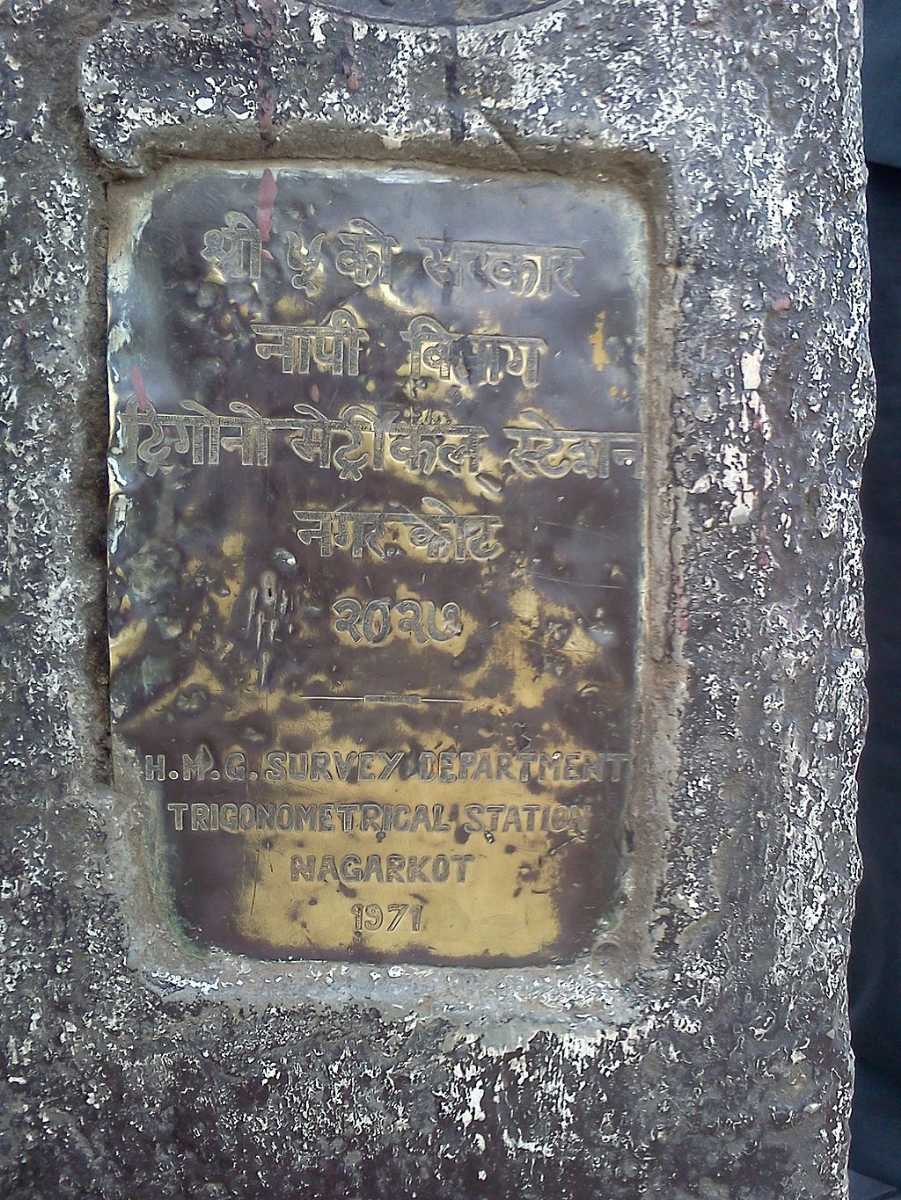 श्री ५ को सरकार
नापी विभाग
ट्रिगोनोमेट्रीकल स्टेशन
नगरकोट
२०२७
H.M.G. SURVEY DEPARTMENT
TRIGONOMETRICAL STATION
NAGARKOT
1971